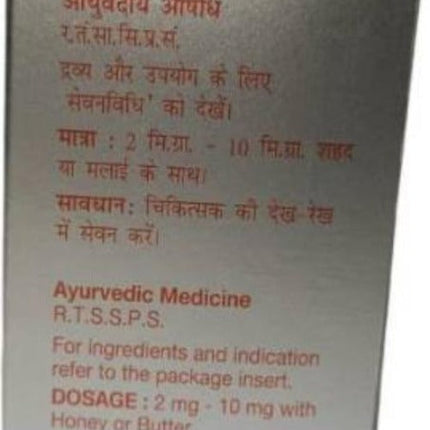 आयुर्वेदीय औषधि
र.तं.सा.सि.प्र.सं.
द्रव्य और उपयोग के लिए
'सेवनविधि' को देखें।
मात्रा : 2 मि.ग्रा. - 10 मि.ग्रा. शहद
या मलाई के साथ।
सावधान: चिकित्सक की देख-रेख
में सेवन करें।
Ayurvedic Medicine
R.T.S.S.P.S.
For ingredients and indication
refer to the package insert.
DOSAGE : 2 mg - 10 mg with
Honey or Butter